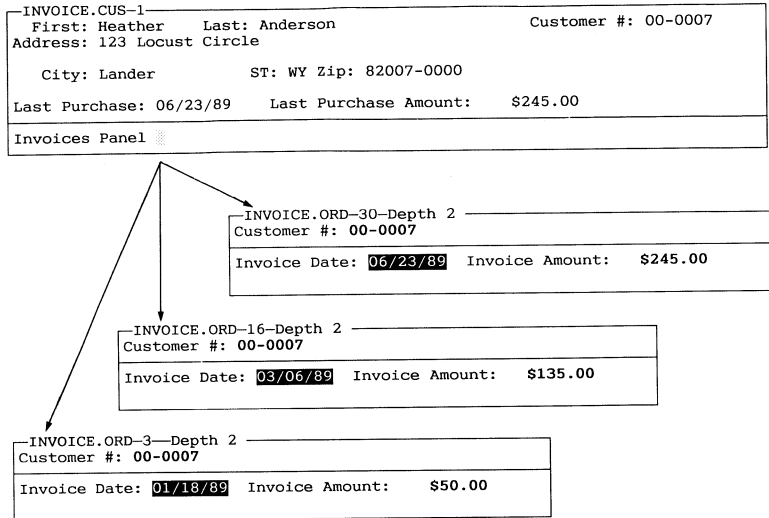 INVOICE.CUS—1
First: Heather Last: Anderson Customer #: 00-0007
Address: 123 Locust Circle
City: Lander ST: WY Zip: 82007-0000
Last Purchase: 06/23/89 Last Purchase Amount: $245.00
Invoices Panel
INVOICE.ORD—30—Depth 2
Customer #: 00-0007
Invoice Date: 06/23/89 Invoice Amount: $245.00
INVOICE.ORD—16—Depth 2
Customer #: 00-0007
Invoice Date: 03/06/89 Invoice Amount: $135.00
INVOICE.ORD—3——Depth 2
Customer #: 00-0007
Invoice Date: 01/18/89 Invoice Amount: $50.00